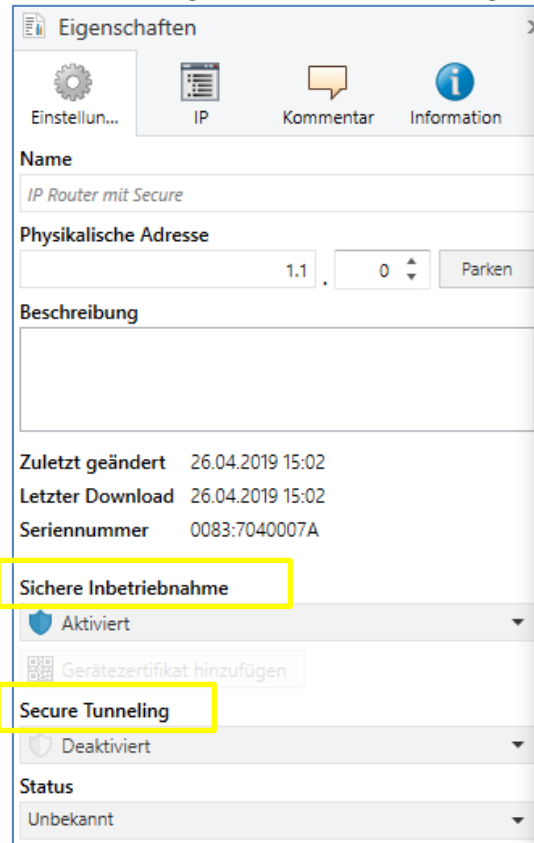 Eigenschaften
Einstellun... IP Kommentar Information
Name
IP Router mit Secure
Physikalische Adresse
1.1 . 0 Parken
Beschreibung
Zuletzt geändert 26.04.2019 15:02
Letzter Download 26.04.2019 15:02
Seriennummer 0083:7040007A
Sichere Inbetriebnahme
Aktiviert
Gerätezertifikat hinzufügen
Secure Tunneling
Deaktiviert
Status
Unbekannt